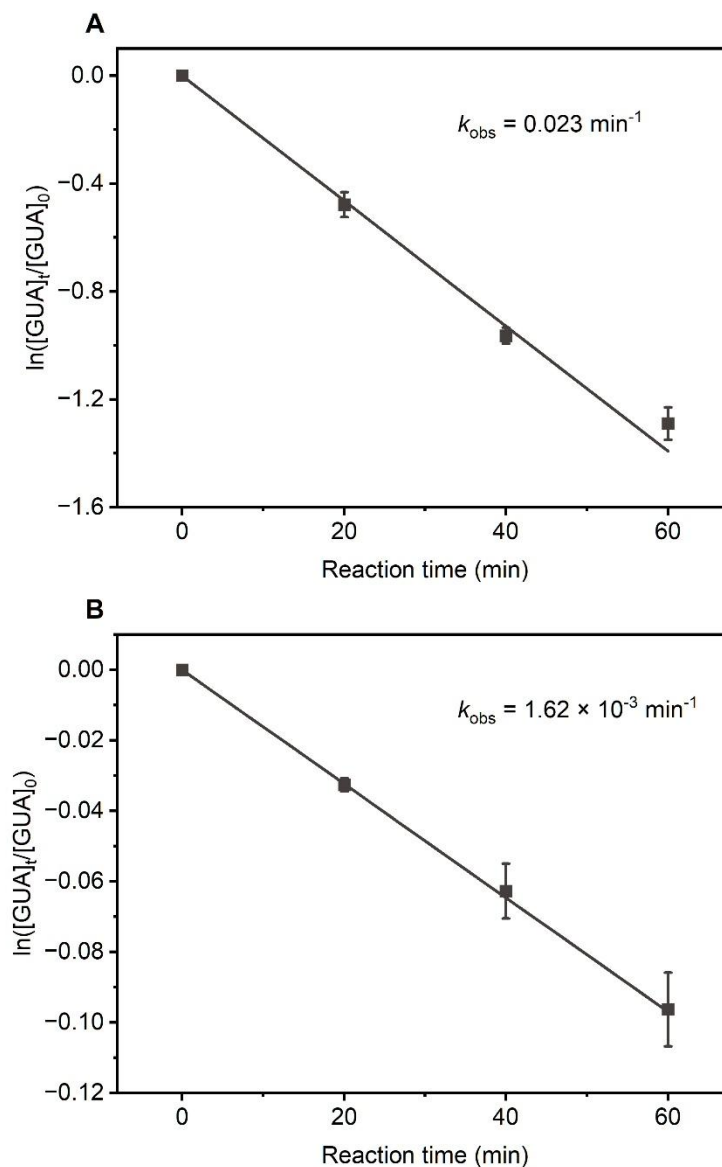 A
0.0
−0.4
−0.8
−1.2
−1.6
ln([GUA]t/[GUA]0)
kobs = 0.023 min-1
0 20 40 60
Reaction time (min)
B
0.00
−0.02
−0.04
−0.06
−0.08
−0.10
−0.12
ln([GUA]t/[GUA]0)
kobs = 1.62 × 10-3 min-1
0 20 40 60
Reaction time (min)